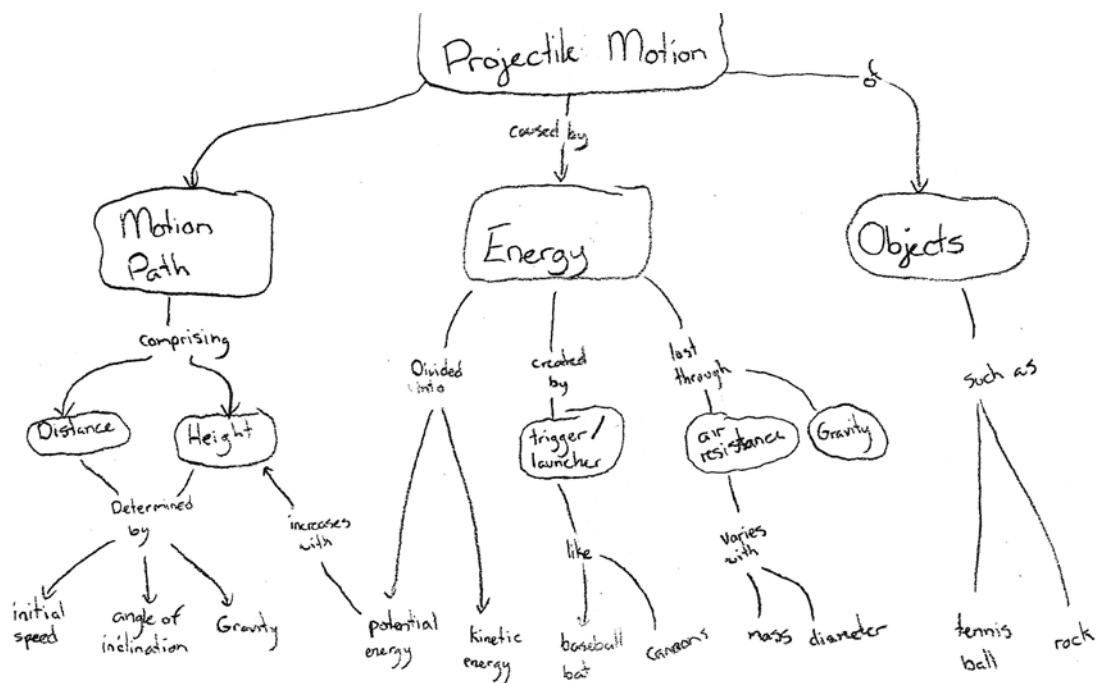 Projectile Motion
of
caused by
Motion
Path
Energy
Objects
comprising
Divided
into
created
by
lost
through
such as
Distance
Height
trigger/
launcher
air
resistance
Gravity
Determined
by
increases
with
like
varies
with
initial
speed
angle of
inclination
Gravity
potential
energy
kinetic
energy
baseball
bat
cannons
mass
diameter
tennis
ball
rock